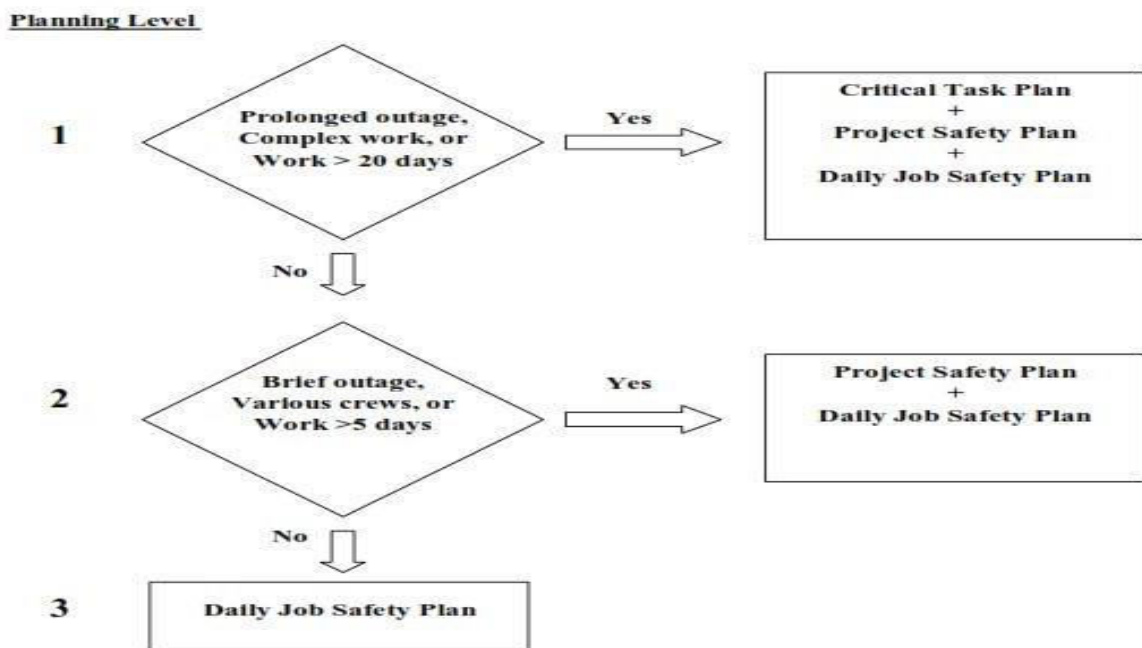 Planning Level
1
Prolonged outage,
Complex work, or
Work > 20 days
Yes
Critical Task Plan
+
Project Safety Plan
+
Daily Job Safety Plan
No
2
Brief outage,
Various crews, or
Work >5 days
Yes
Project Safety Plan
+
Daily Job Safety Plan
No
3
Daily Job Safety Plan